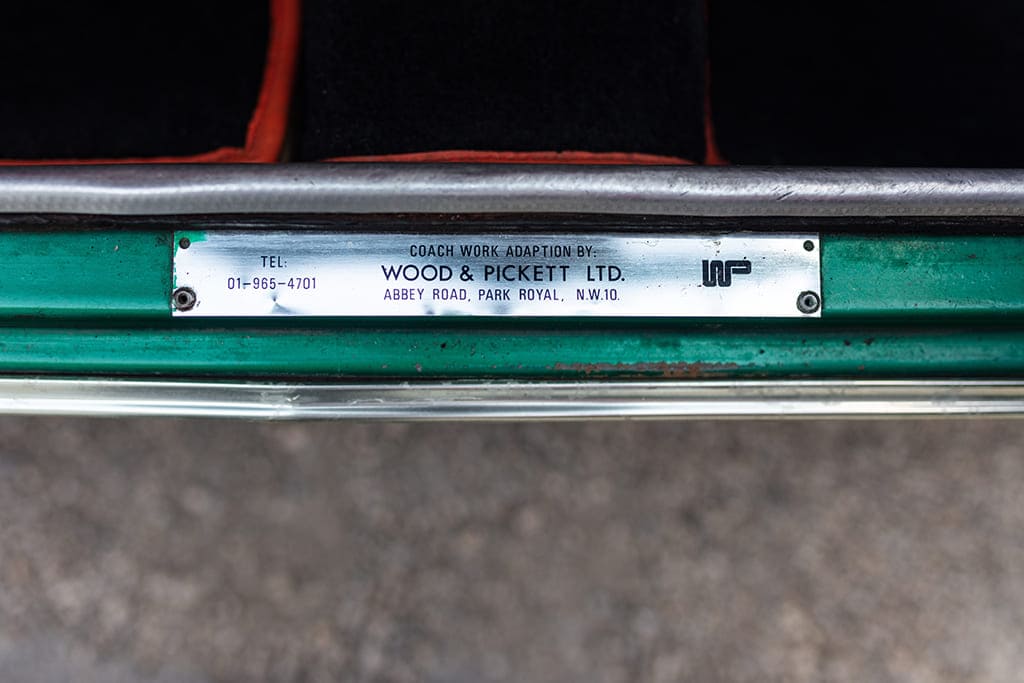 TEL:
01-965-4701
COACH WORK ADAPTION BY:
WOOD & PICKETT LTD.
ABBEY ROAD, PARK ROYAL, N.W.10.
WP